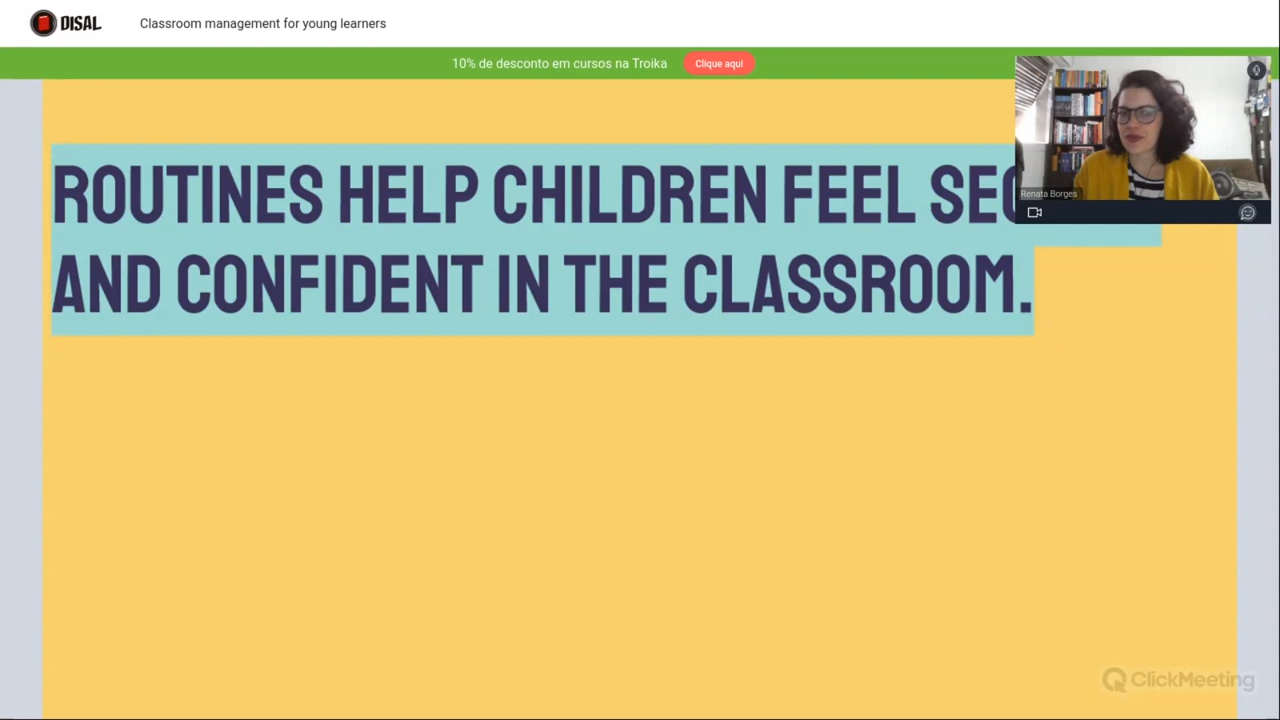 DISAL
Classroom management for young learners
10% de desconto em cursos na Troika
Clique aqui
ROUTINES HELP CHILDREN FEEL
AND CONFIDENT IN THE CLASSROOM.
Renata Borges
ClickMeeting